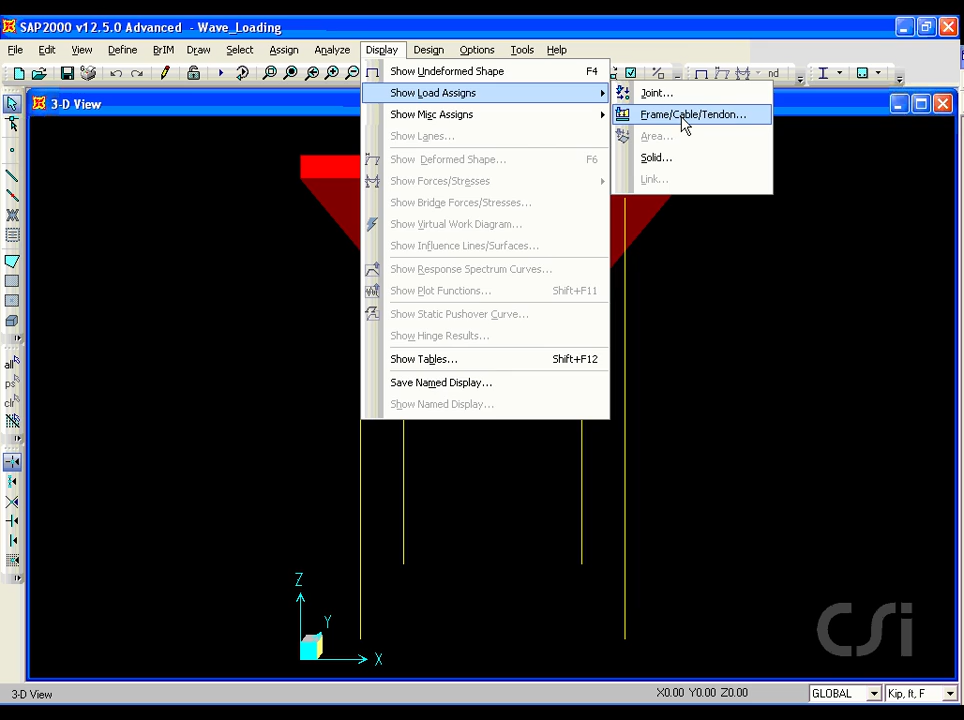 SAP2000 v12.5.0 Advanced - Wave_Loading
File Edit View Define BrIM Draw Select Assign Analyze Display Design Options Tools Help
nd
3-D View
Show Undeformed Shape F4
Show Load Assigns
Show Misc Assigns
Show Lanes...
Show Deformed Shape... F6
Show Forces/Stresses
Show Bridge Forces/Stresses...
Show Virtual Work Diagram...
Show Influence Lines/Surfaces...
Show Response Spectrum Curves...
Show Plot Functions... Shift+F11
Show Static Pushover Curve...
Show Hinge Results...
Show Tables... Shift+F12
Save Named Display...
Show Named Display...
Joint...
Frame/Cable/Tendon...
Area...
Solid...
Link...
all
ps
clr
Z
Y
X
CSi
3-D View
X0.00 Y0.00 Z0.00
GLOBAL
Kip, ft, F